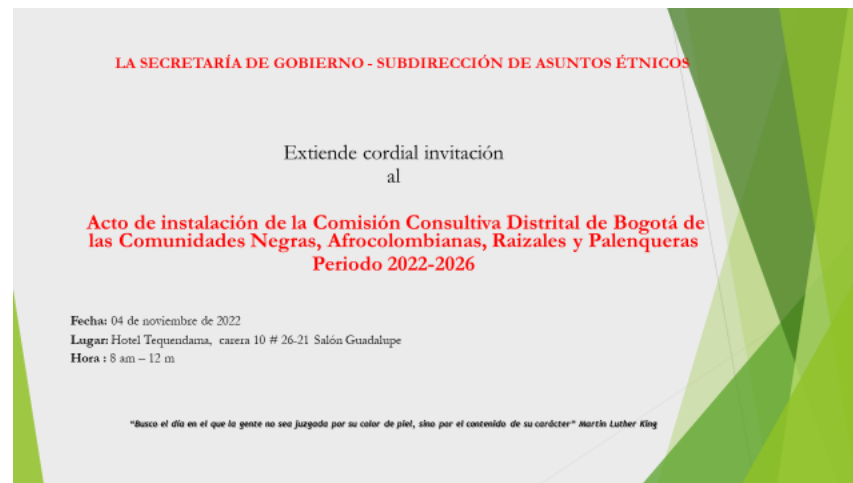 LA SECRETARÍA DE GOBIERNO - SUBDIRECCIÓN DE ASUNTOS ÉTNICOS
Extiende cordial invitación
al
Acto de instalación de la Comisión Consultiva Distrital de Bogotá de
las Comunidades Negras, Afrocolombianas, Raizales y Palenqueras
Periodo 2022-2026
Fecha: 04 de noviembre de 2022
Lugar: Hotel Tequendama, carera 10 # 26-21 Salón Guadalupe
Hora : 8 am – 12 m
"Busco el día en el que la gente no sea juzgada por su color de piel, sino por el contenido de su carácter" Martin Luther King